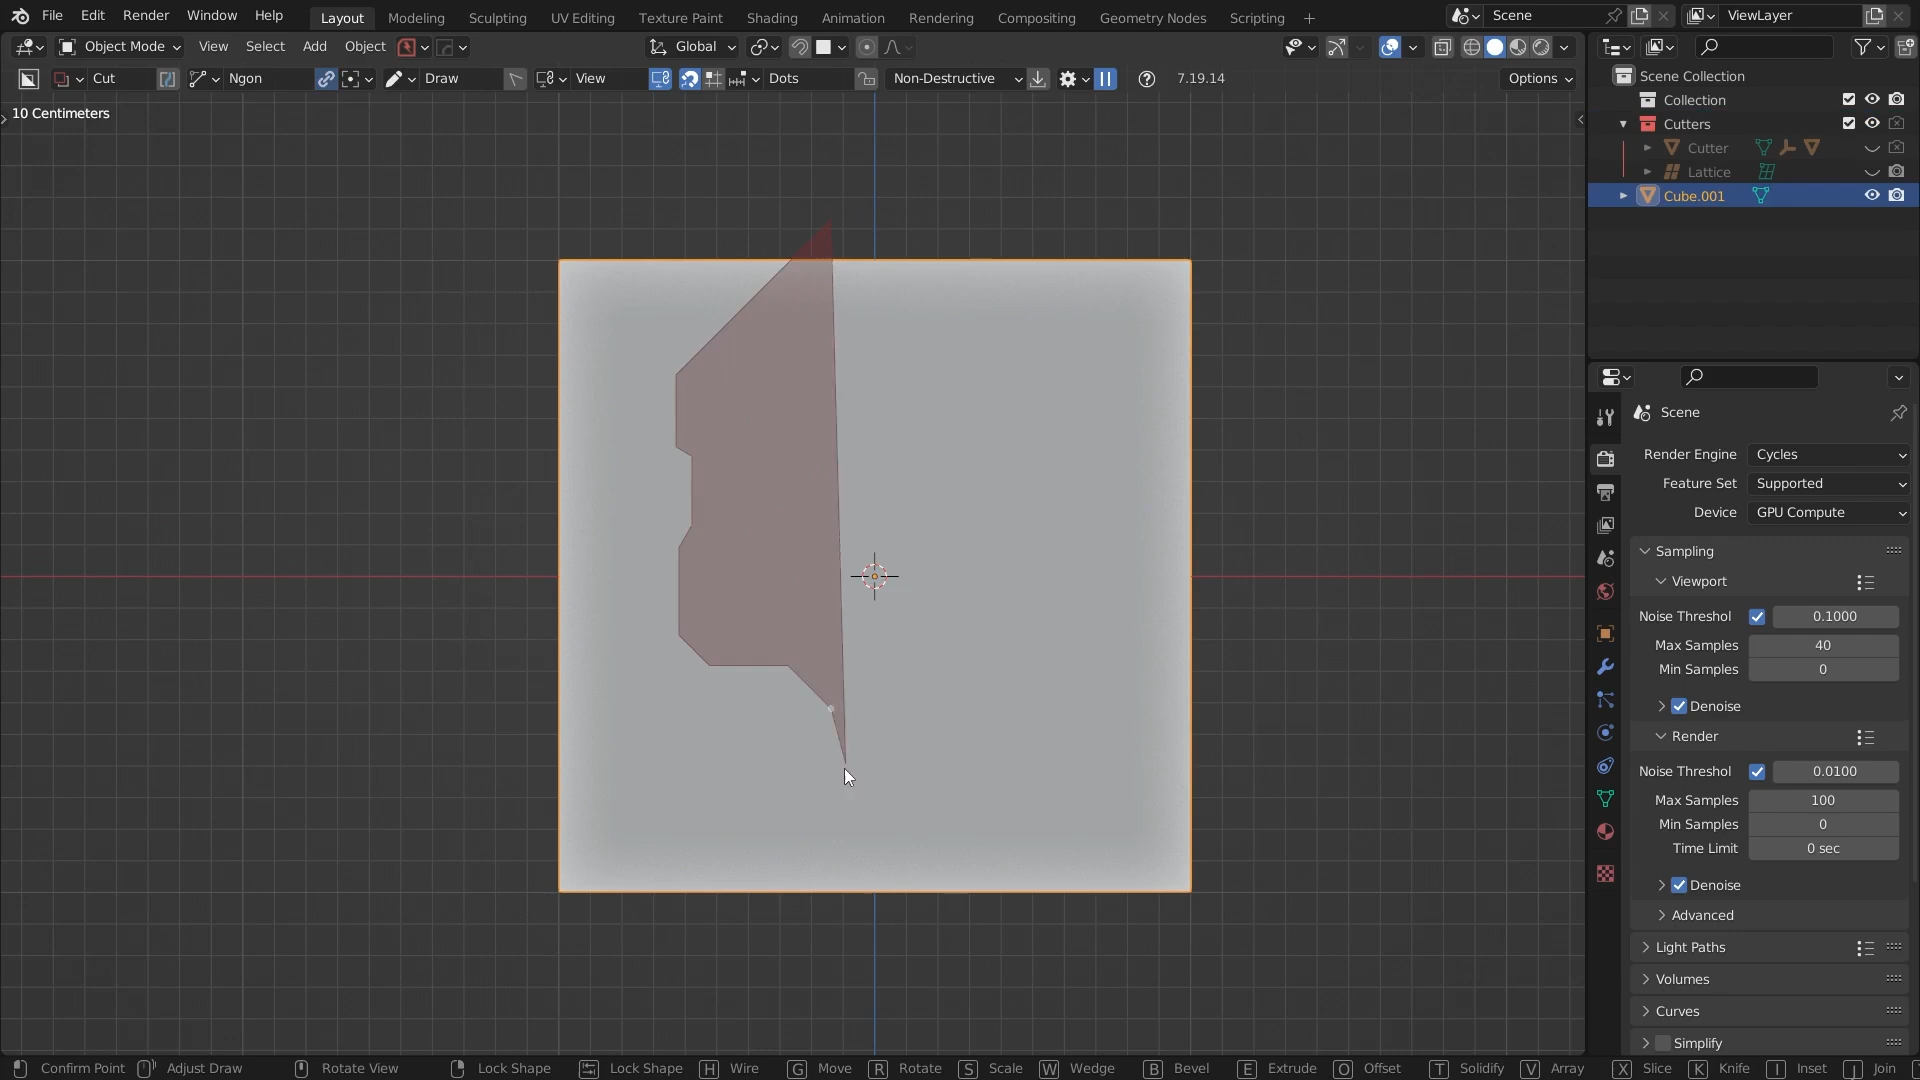 File Edit Render Window Help Layout Modeling Sculpting UV Editing Texture Paint Shading Animation Rendering Compositing Geometry Nodes Scripting + Scene ViewLayer
Object Mode View Select Add Object Global
Cut Ngon Draw View Dots Non-Destructive 7.19.14 Options
10 Centimeters
Scene Collection
Collection
Cutters
Cutter
Lattice
Cube.001
Scene
Render Engine Cycles
Feature Set Supported
Device GPU Compute
Sampling
Viewport
Noise Threshol 0.1000
Max Samples 40
Min Samples 0
Denoise
Render
Noise Threshol 0.0100
Max Samples 100
Min Samples 0
Time Limit 0 sec
Denoise
Advanced
Light Paths
Volumes
Curves
Simplify
Confirm Point Adjust Draw Rotate View Lock Shape Lock Shape H Wire G Move R Rotate S Scale W Wedge B Bevel E Extrude O Offset T Solidify V Array X Slice K Knife I Inset J Join